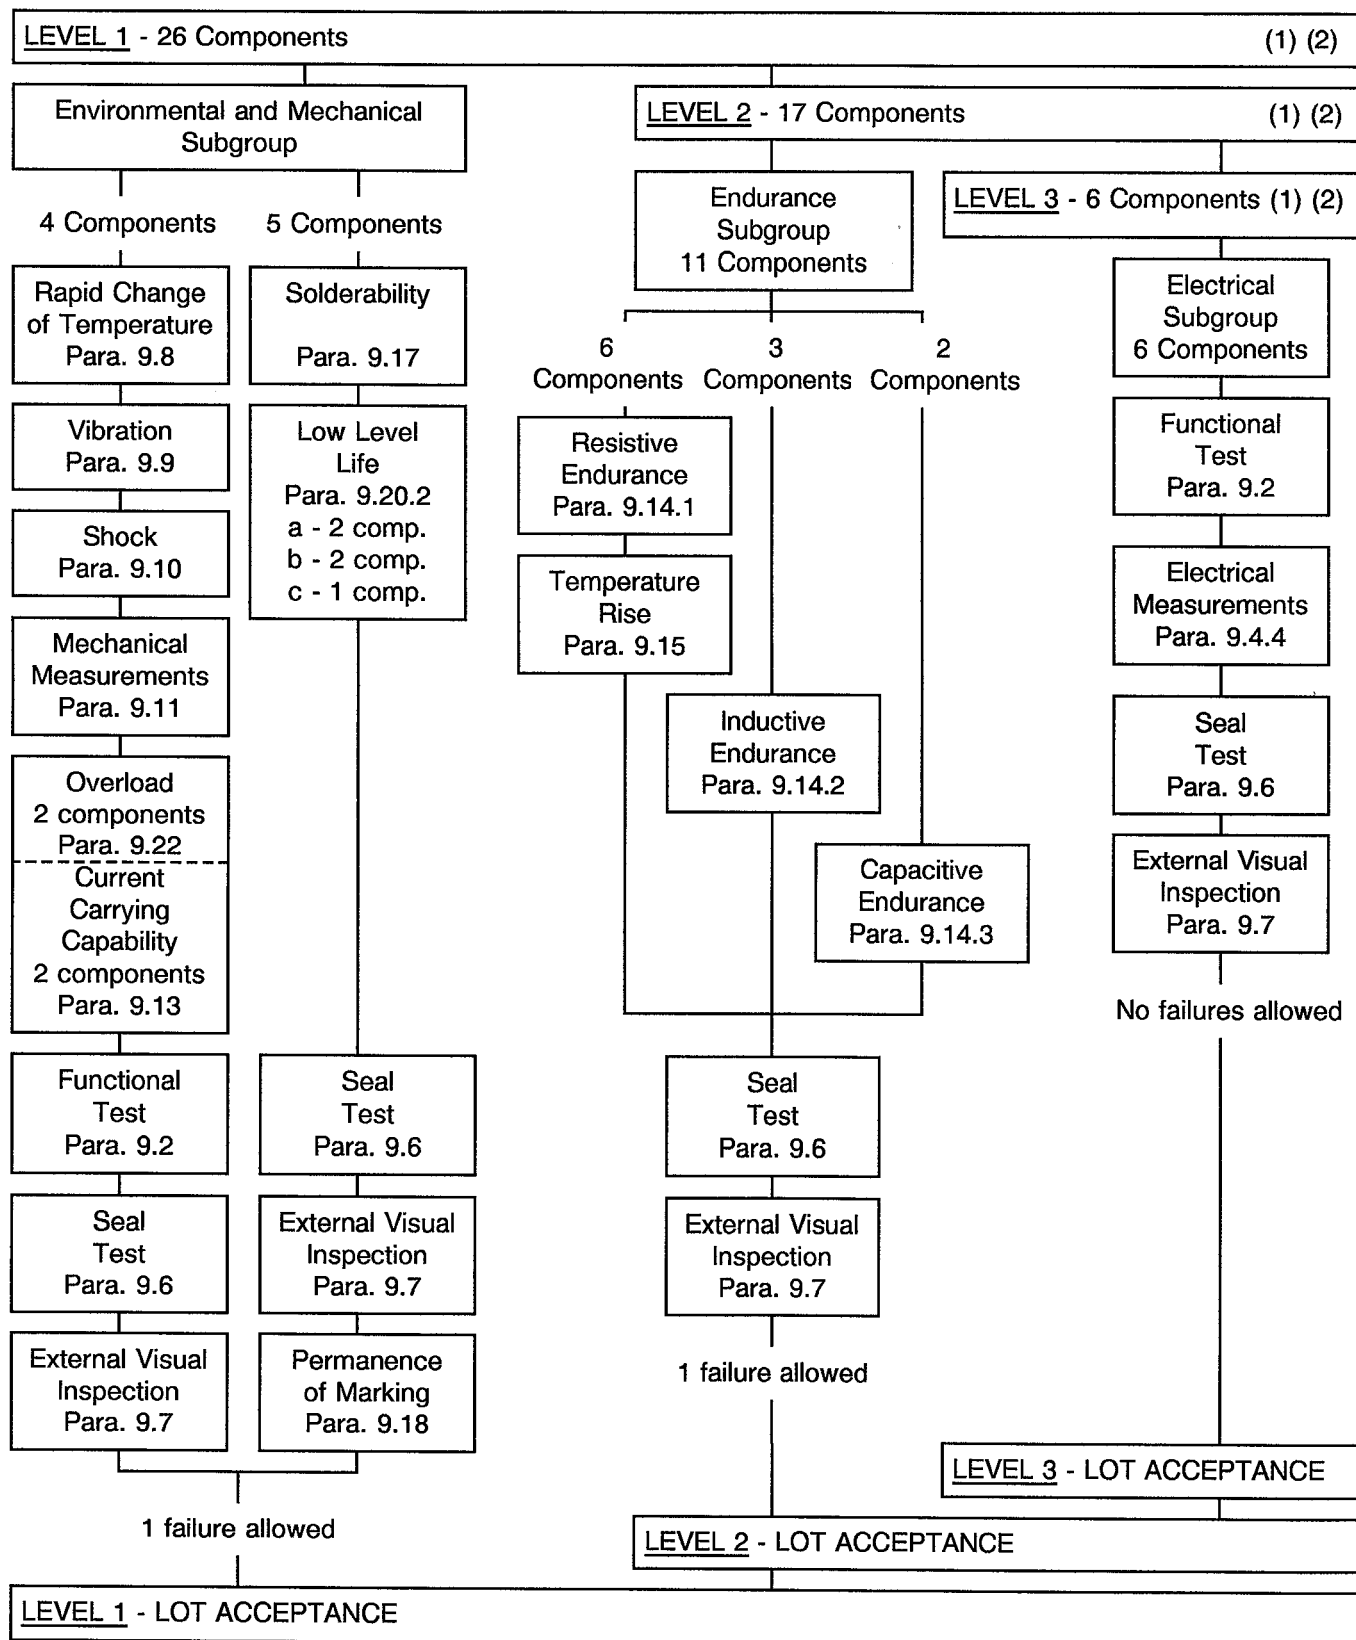 LEVEL 1 - 26 Components (1) (2)
Environmental and Mechanical
Subgroup
LEVEL 2 - 17 Components (1) (2)
LEVEL 3 - 6 Components (1) (2)
4 Components
5 Components
Rapid Change
of Temperature
Para. 9.8
Vibration
Para. 9.9
Shock
Para. 9.10
Mechanical
Measurements
Para. 9.11
Overload
2 components
Para. 9.22
Current
Carrying
Capability
2 components
Para. 9.13
Functional
Test
Para. 9.2
Seal
Test
Para. 9.6
External Visual
Inspection
Para. 9.7
Solderability
Para. 9.17
Low Level
Life
Para. 9.20.2
a - 2 comp.
b - 2 comp.
c - 1 comp.
Seal
Test
Para. 9.6
External Visual
Inspection
Para. 9.7
Permanence
of Marking
Para. 9.18
1 failure allowed
Endurance
Subgroup
11 Components
6
Components
3
Components
2
Components
Resistive
Endurance
Para. 9.14.1
Temperature
Rise
Para. 9.15
Inductive
Endurance
Para. 9.14.2
Capacitive
Endurance
Para. 9.14.3
Seal
Test
Para. 9.6
External Visual
Inspection
Para. 9.7
1 failure allowed
Electrical
Subgroup
6 Components
Functional
Test
Para. 9.2
Electrical
Measurements
Para. 9.4.4
Seal
Test
Para. 9.6
External Visual
Inspection
Para. 9.7
No failures allowed
LEVEL 3 - LOT ACCEPTANCE
LEVEL 2 - LOT ACCEPTANCE
LEVEL 1 - LOT ACCEPTANCE